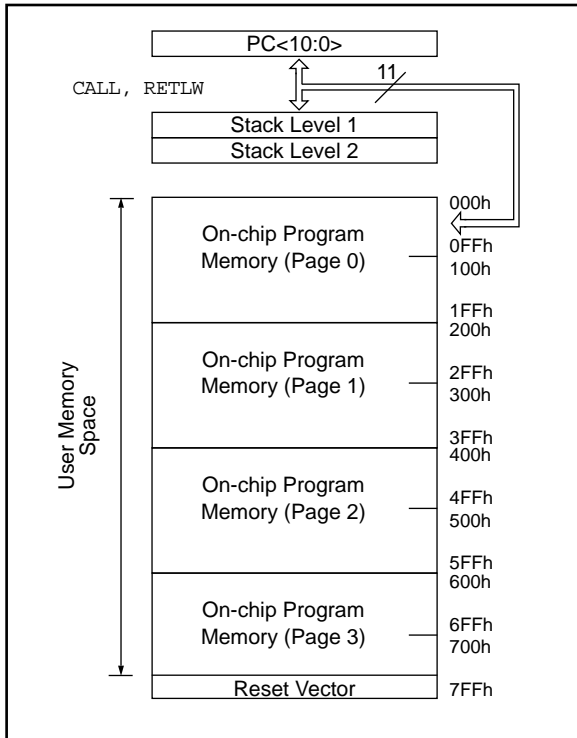 PC<10:0>
11
CALL, RETLW
Stack Level 1
Stack Level 2
000h
On-chip Program
Memory (Page 0)
0FFh
100h
1FFh
200h
On-chip Program
Memory (Page 1)
2FFh
300h
3FFh
400h
User Memory
Space
On-chip Program
Memory (Page 2)
4FFh
500h
5FFh
600h
On-chip Program
Memory (Page 3)
6FFh
700h
Reset Vector
7FFh